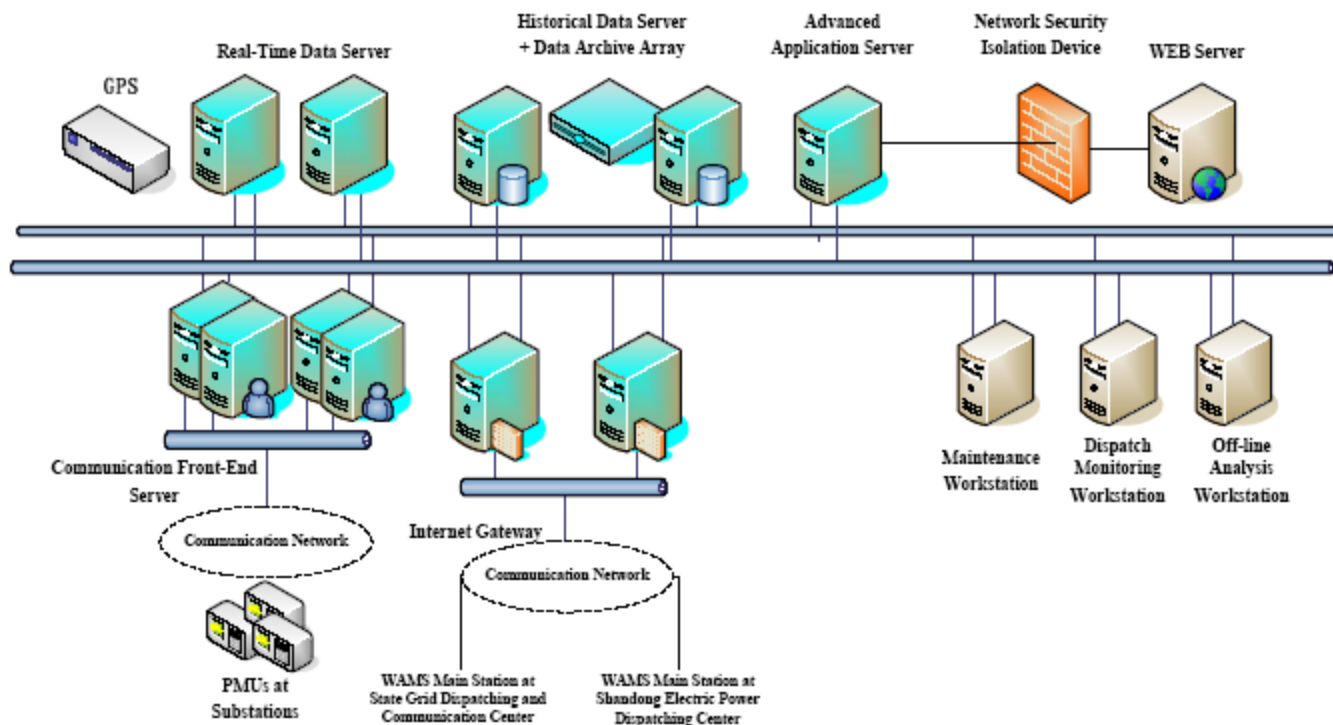 GPS
Real-Time Data Server
Historical Data Server
+ Data Archive Array
Advanced
Application Server
Network Security
Isolation Device
WEB Server
Communication Front-End
Server
Communication Network
PMUs at
Substations
Internet Gateway
Communication Network
WAMS Main Station at
State Grid Dispatching and
Communication Center
WAMS Main Station at
Shandong Electric Power
Dispatching Center
Maintenance
Workstation
Dispatch
Monitoring
Workstation
Off-line
Analysis
Workstation